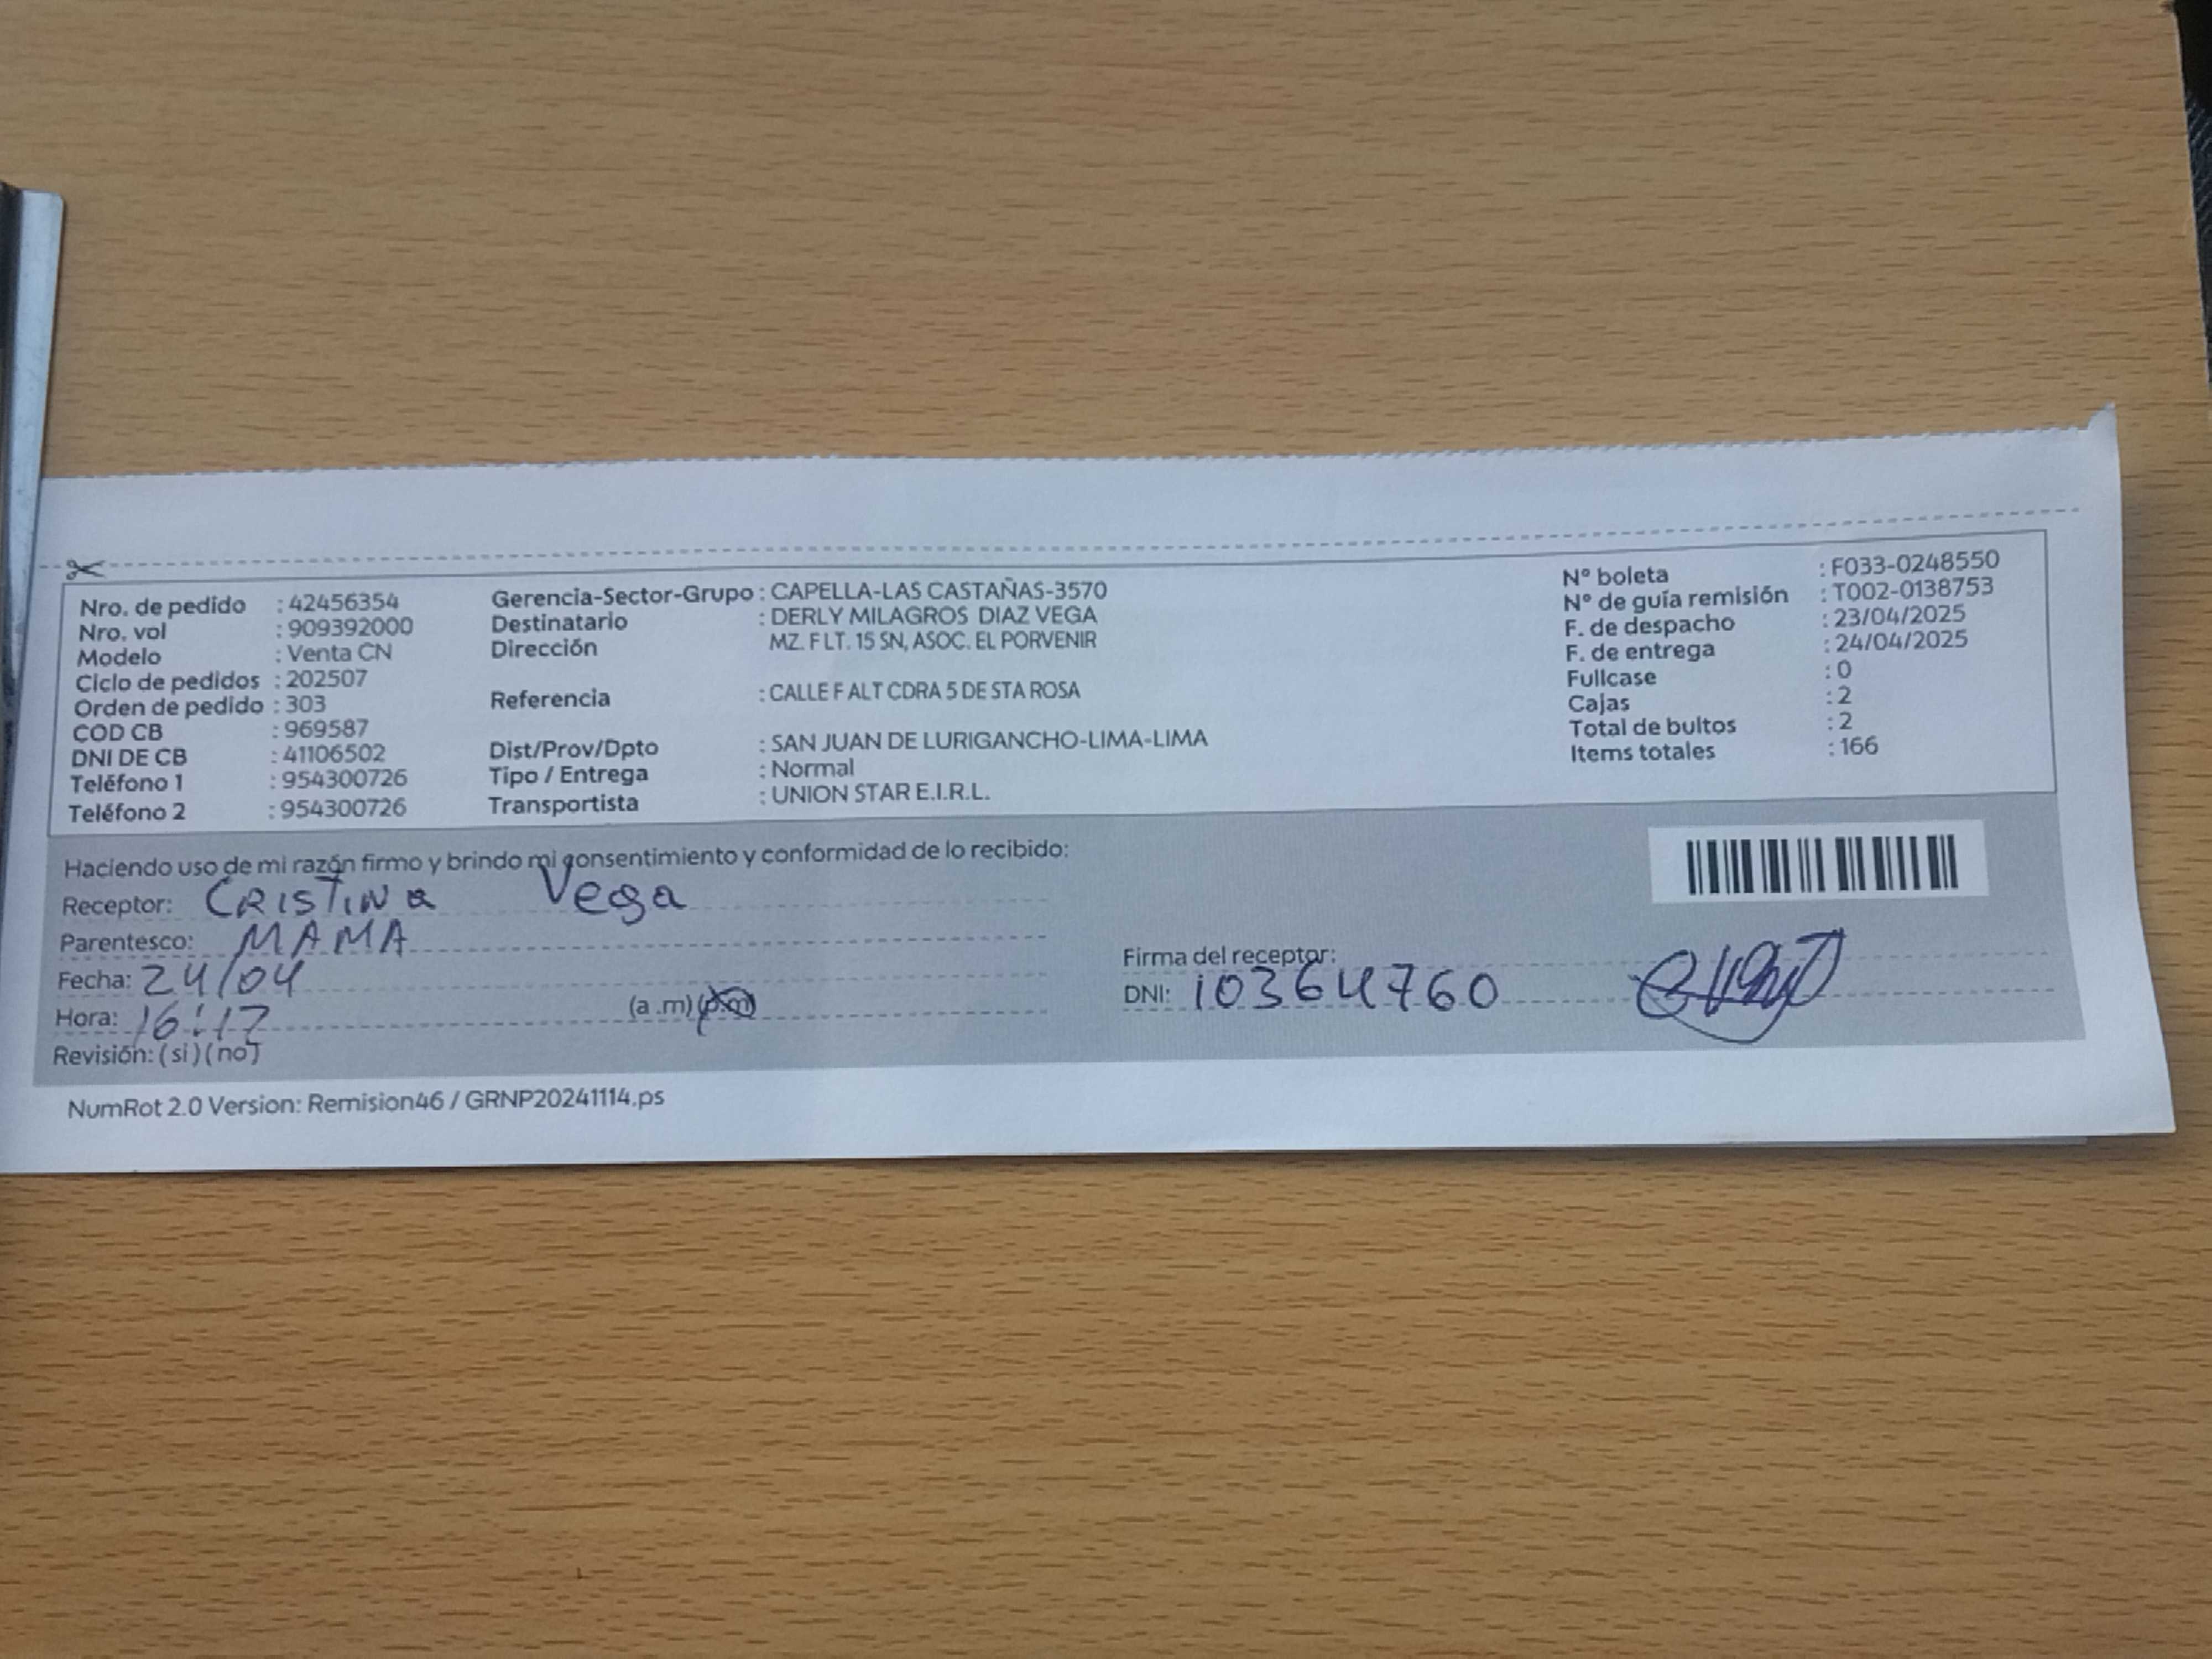 Nro. de pedido : 42456354
Nro. vol : 909392000
Modelo : Venta CN
Ciclo de pedidos : 202507
Orden de pedido : 303
COD CB : 969587
DNI DE CB : 41106502
Teléfono 1 : 954300726
Teléfono 2 : 954300726
Gerencia-Sector-Grupo : CAPELLA-LAS CASTAÑAS-3570
Destinatario : DERLY MILAGROS DIAZ VEGA
Dirección MZ. F LT. 15 SN, ASOC. EL PORVENIR
Referencia : CALLE F ALT CDRA 5 DE STA ROSA
Dist/Prov/Dpto : SAN JUAN DE LURIGANCHO-LIMA-LIMA
Tipo / Entrega : Normal
Transportista : UNION STAR E.I.R.L.
N° boleta : F033-0248550
N° de guía remisión : T002-0138753
F. de despacho : 23/04/2025
F. de entrega : 24/04/2025
Fullcase : 0
Cajas : 2
Total de bultos : 2
Items totales : 166
Haciendo uso de mi razón firmo y brindo mi consentimiento y conformidad de lo recibido:
Receptor: CRISTINA Vega
Parentesco: MAMA
Fecha: 24/04
Hora: 16:17 (a .m) (p.m)
Revisión: (si) (no)
Firma del receptor:
DNI: 10364760
NumRot 2.0 Version: Remision46 / GRNP20241114.ps